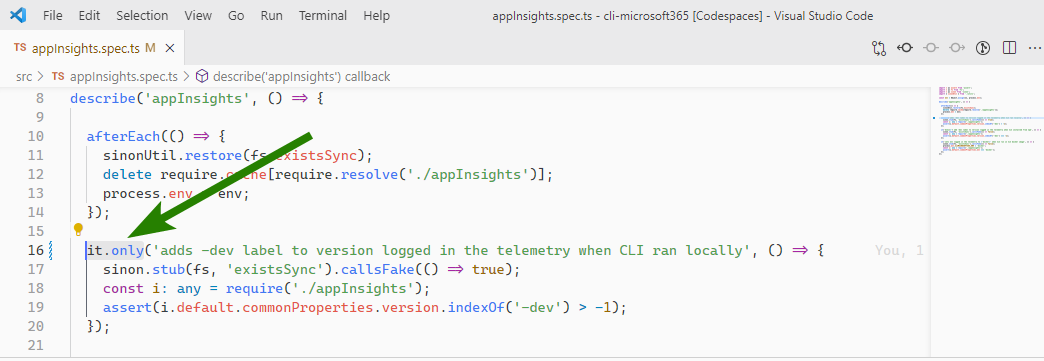 File Edit View Go Run Terminal Help appInsights.spec.ts - cli-microsoft365 [Codespaces] - Visual Studio Code
TS appInsights.spec.ts M
src > TS appInsights.spec.ts > describe('appInsights') callback
8 describe('appInsights', () => {
9
10 afterEach(() => {
11 sinonUtil.restore(fs.existsSync);
12 delete require.cache[require.resolve('./appInsights')];
13 process.env = env;
14 });
15
16 it.only('adds -dev label to version logged in the telemetry when CLI ran locally', () => { You, 1
17 sinon.stub(fs, 'existsSync').callsFake(() => true);
18 const i: any = require('./appInsights');
19 assert(i.default.commonProperties.version.indexOf('-dev') > -1);
20 });
21